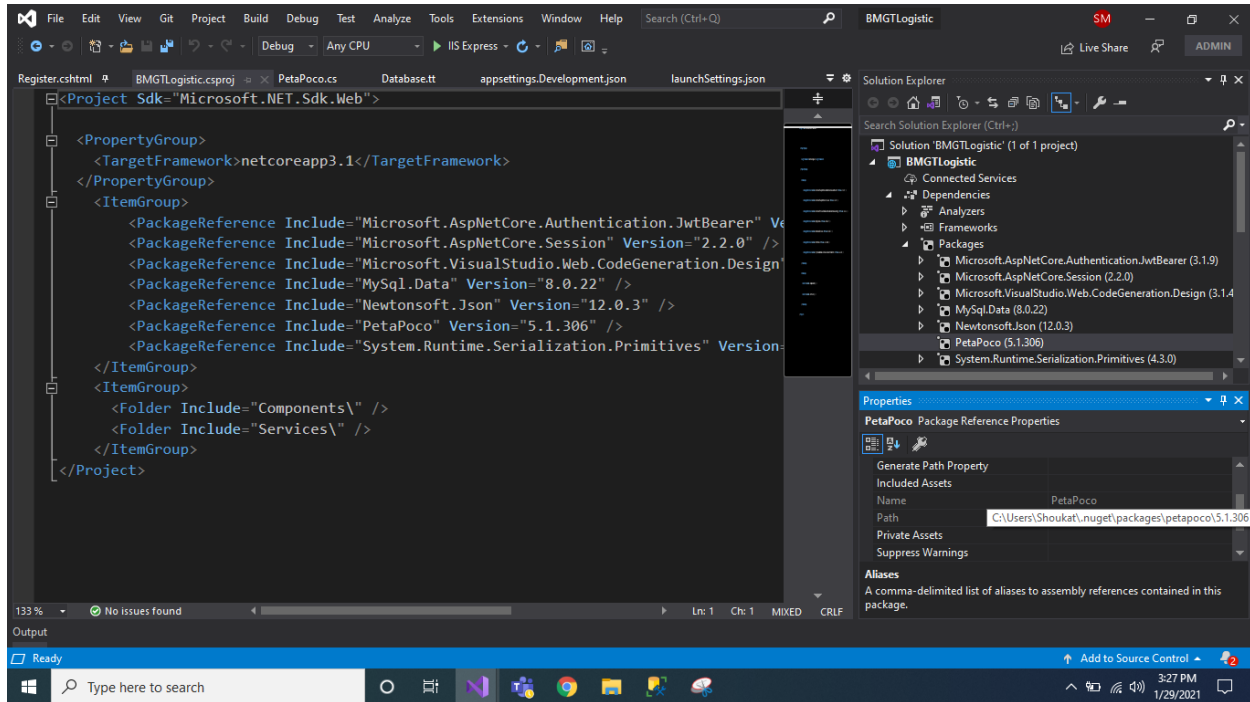 File Edit View Git Project Build Debug Test Analyze Tools Extensions Window Help Search (Ctrl+Q) BMGTLogistic SM
Debug Any CPU IIS Express Live Share ADMIN
Register.cshtml BMGTLogistic.csproj PetaPoco.cs Database.tt appsettings.Development.json launchSettings.json
<Project Sdk="Microsoft.NET.Sdk.Web">
<PropertyGroup>
<TargetFramework>netcoreapp3.1</TargetFramework>
</PropertyGroup>
<ItemGroup>
<PackageReference Include="Microsoft.AspNetCore.Authentication.JwtBearer" Ve
<PackageReference Include="Microsoft.AspNetCore.Session" Version="2.2.0" />
<PackageReference Include="Microsoft.VisualStudio.Web.CodeGeneration.Design"
<PackageReference Include="MySql.Data" Version="8.0.22" />
<PackageReference Include="Newtonsoft.Json" Version="12.0.3" />
<PackageReference Include="PetaPoco" Version="5.1.306" />
<PackageReference Include="System.Runtime.Serialization.Primitives" Version=
</ItemGroup>
<ItemGroup>
<Folder Include="Components\" />
<Folder Include="Services\" />
</ItemGroup>
</Project>
133 % No issues found Ln: 1 Ch: 1 MIXED CRLF
Solution Explorer
Search Solution Explorer (Ctrl+;)
Solution 'BMGTLogistic' (1 of 1 project)
BMGTLogistic
Connected Services
Dependencies
Analyzers
Frameworks
Packages
Microsoft.AspNetCore.Authentication.JwtBearer (3.1.9)
Microsoft.AspNetCore.Session (2.2.0)
Microsoft.VisualStudio.Web.CodeGeneration.Design (3.1.4
MySql.Data (8.0.22)
Newtonsoft.Json (12.0.3)
PetaPoco (5.1.306)
System.Runtime.Serialization.Primitives (4.3.0)
Properties
PetaPoco Package Reference Properties
Generate Path Property
Included Assets
Name PetaPoco
Path C:\Users\Shoukat\.nuget\packages\petapoco\5.1.306
Private Assets
Suppress Warnings
Aliases
A comma-delimited list of aliases to assembly references contained in this
package.
Output
Ready Add to Source Control 2
Type here to search 3:27 PM
1/29/2021